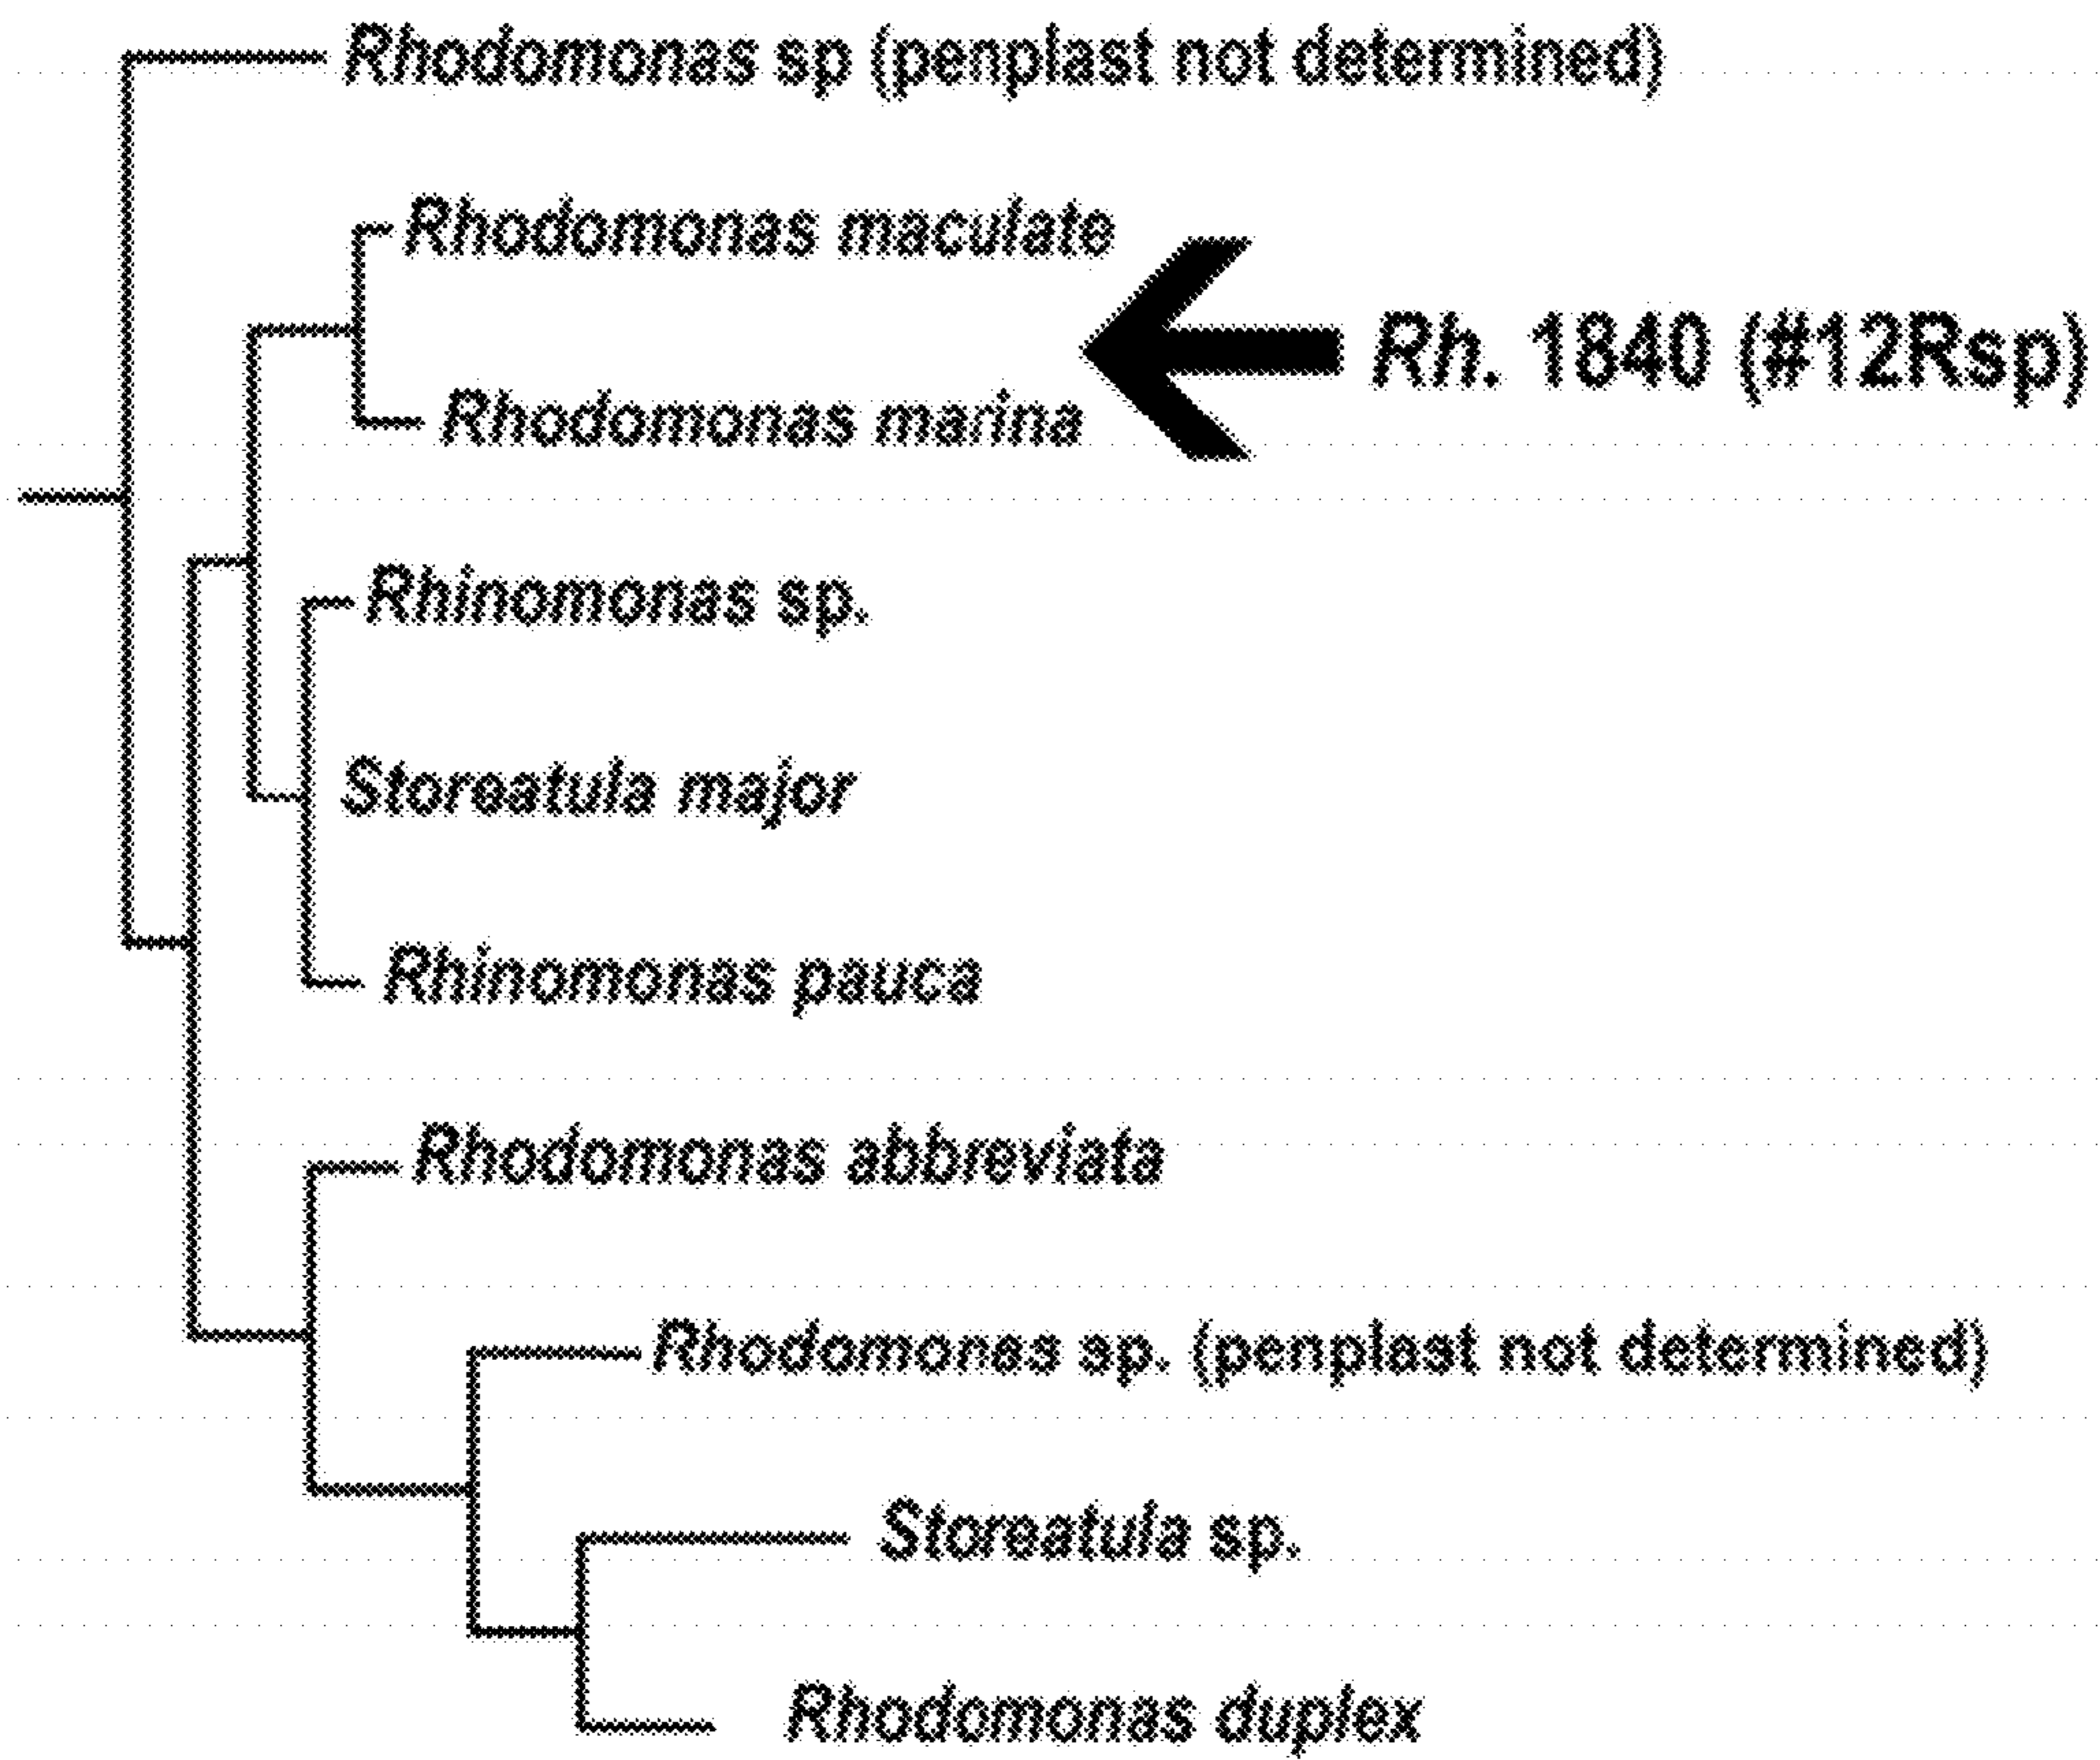 Rhodomonas sp (penplast not determined)
Rhodomonas maculate
Rh. 1840 (#12Rsp)
Rhodomonas marina
Rhinomonas sp.
Storeatula major
Rhinomonas pauca
Rhodomonas abbreviata
Rhodomonas sp. (penplast not determined)
Storeatula sp.
Rhodomonas duplex